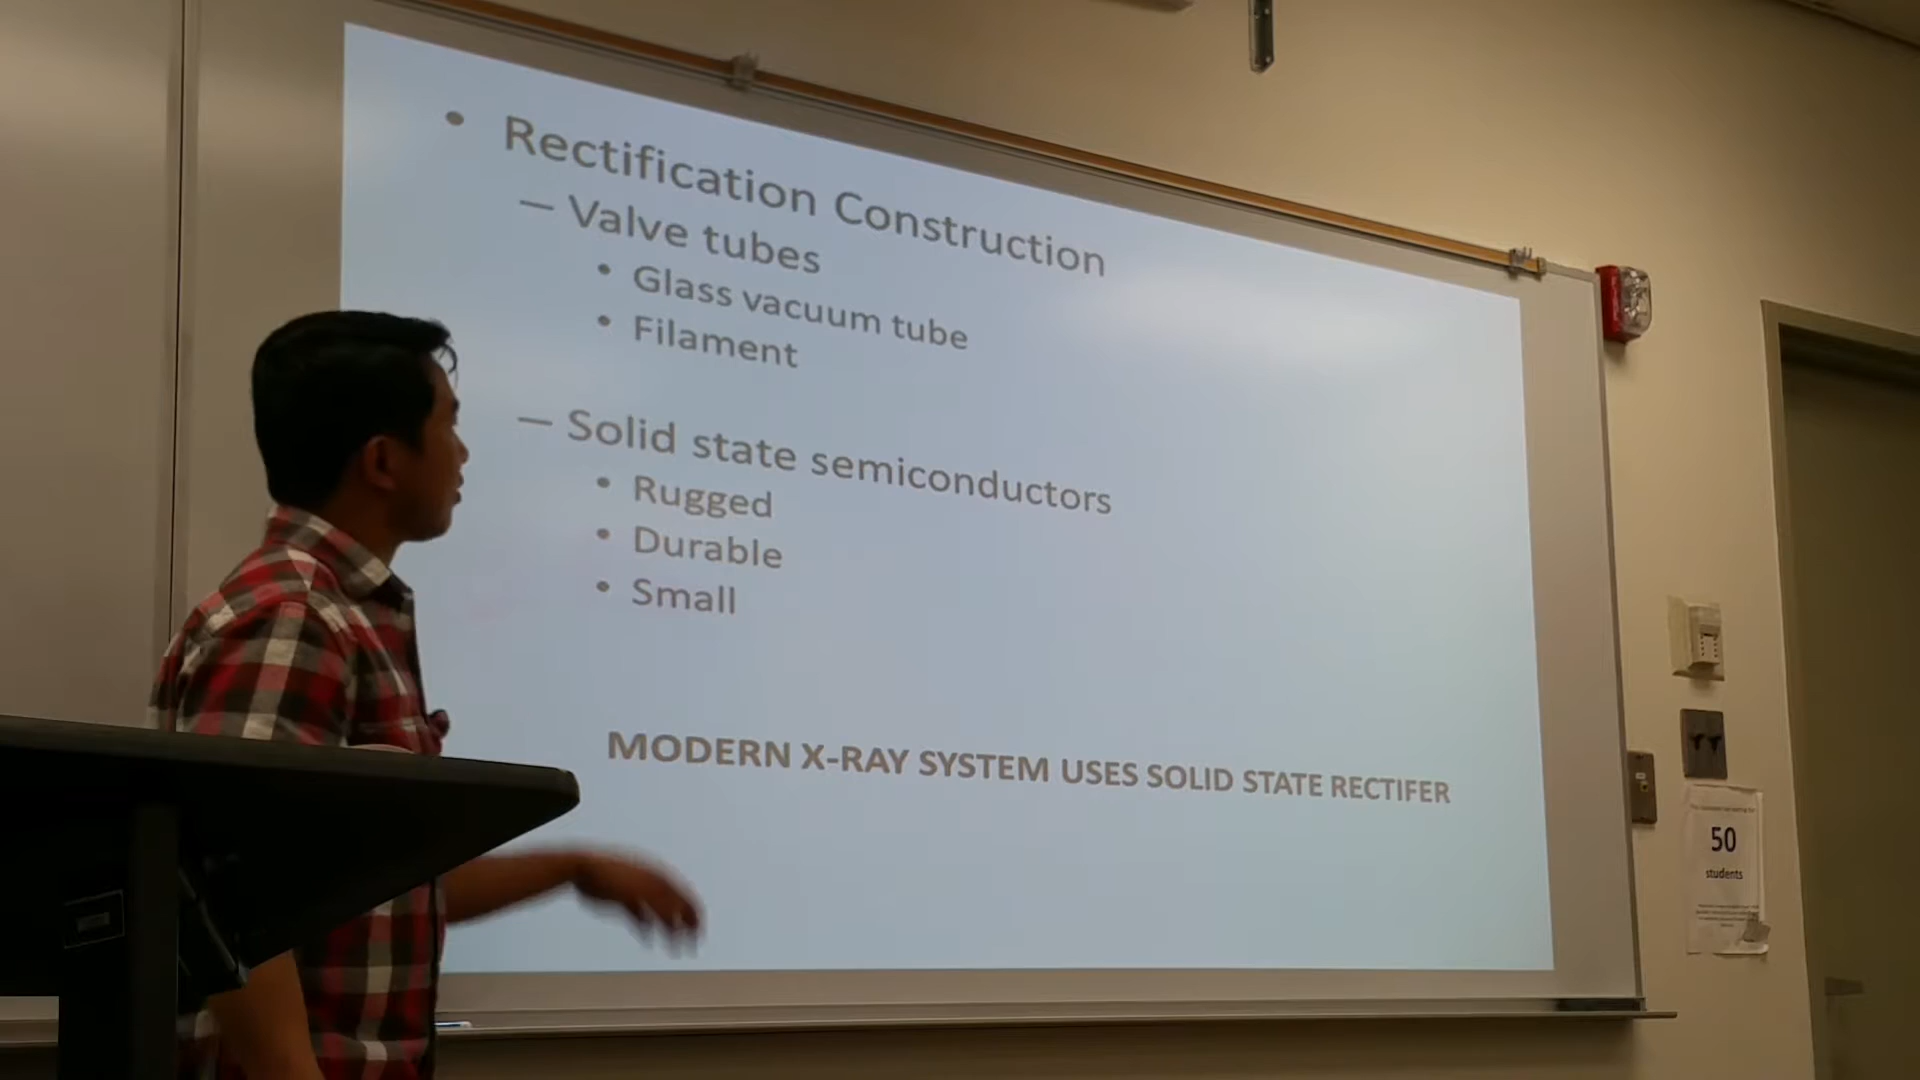 • Rectification Construction
– Valve tubes
• Glass vacuum tube
• Filament
– Solid state semiconductors
• Rugged
• Durable
• Small
MODERN X-RAY SYSTEM USES SOLID STATE RECTIFER
50
students